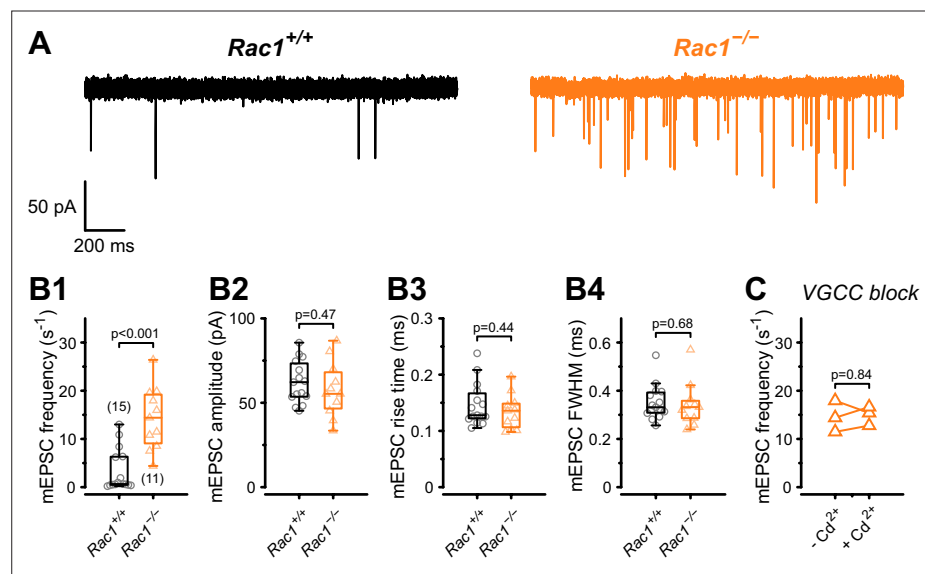 A
Rac1+/+
Rac1−/−
50 pA
200 ms
B1
mEPSC frequency (s-1)
p<0.001
30
20
10
0
(15)
(11)
Rac1+/+
Rac1−/−
B2
mEPSC amplitude (pA)
p=0.47
100
50
0
Rac1+/+
Rac1−/−
B3
mEPSC rise time (ms)
p=0.44
0.3
0.2
0.1
0
Rac1+/+
Rac1−/−
B4
mEPSC FWHM (ms)
p=0.68
0.6
0.4
0.2
0
Rac1+/+
Rac1−/−
C
VGCC block
mEPSC frequency (s-1)
p=0.84
30
20
10
0
- Cd2+
+ Cd2+